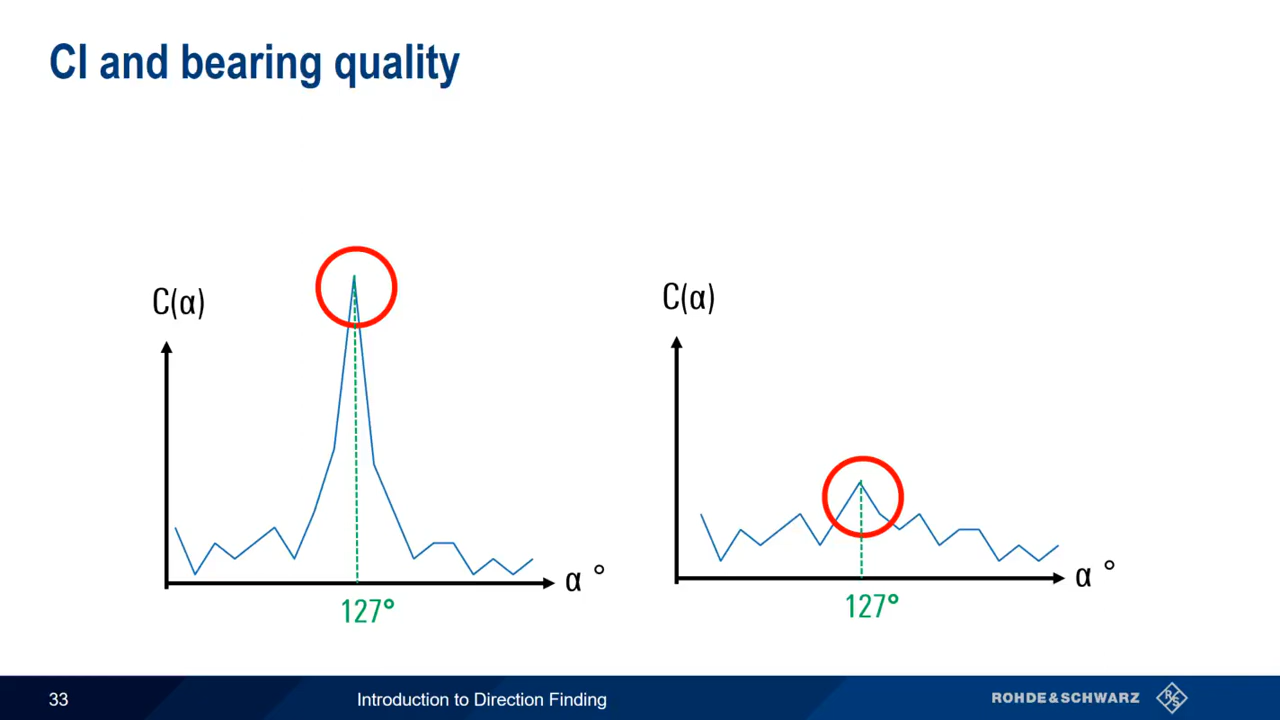 CI and bearing quality
C(α)
α °
127°
C(α)
α °
127°
33
Introduction to Direction Finding
ROHDE&SCHWARZ
R&S